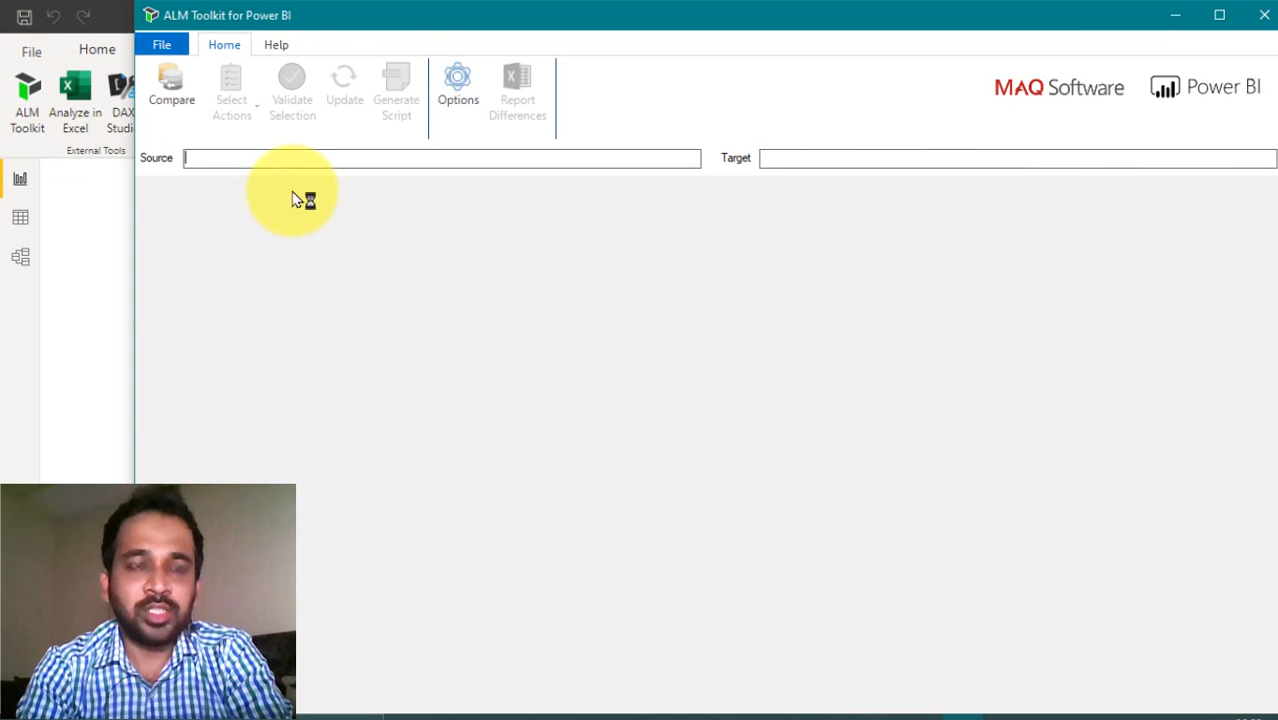 ALM Toolkit for Power BI
File
Home
File
Home
Help
ALM Toolkit
Analyze in Excel
DAX Studi
External Tools
Compare
Select Actions
Validate Selection
Update
Generate Script
Options
Report Differences
MAQ Software
Power BI
Source
Target